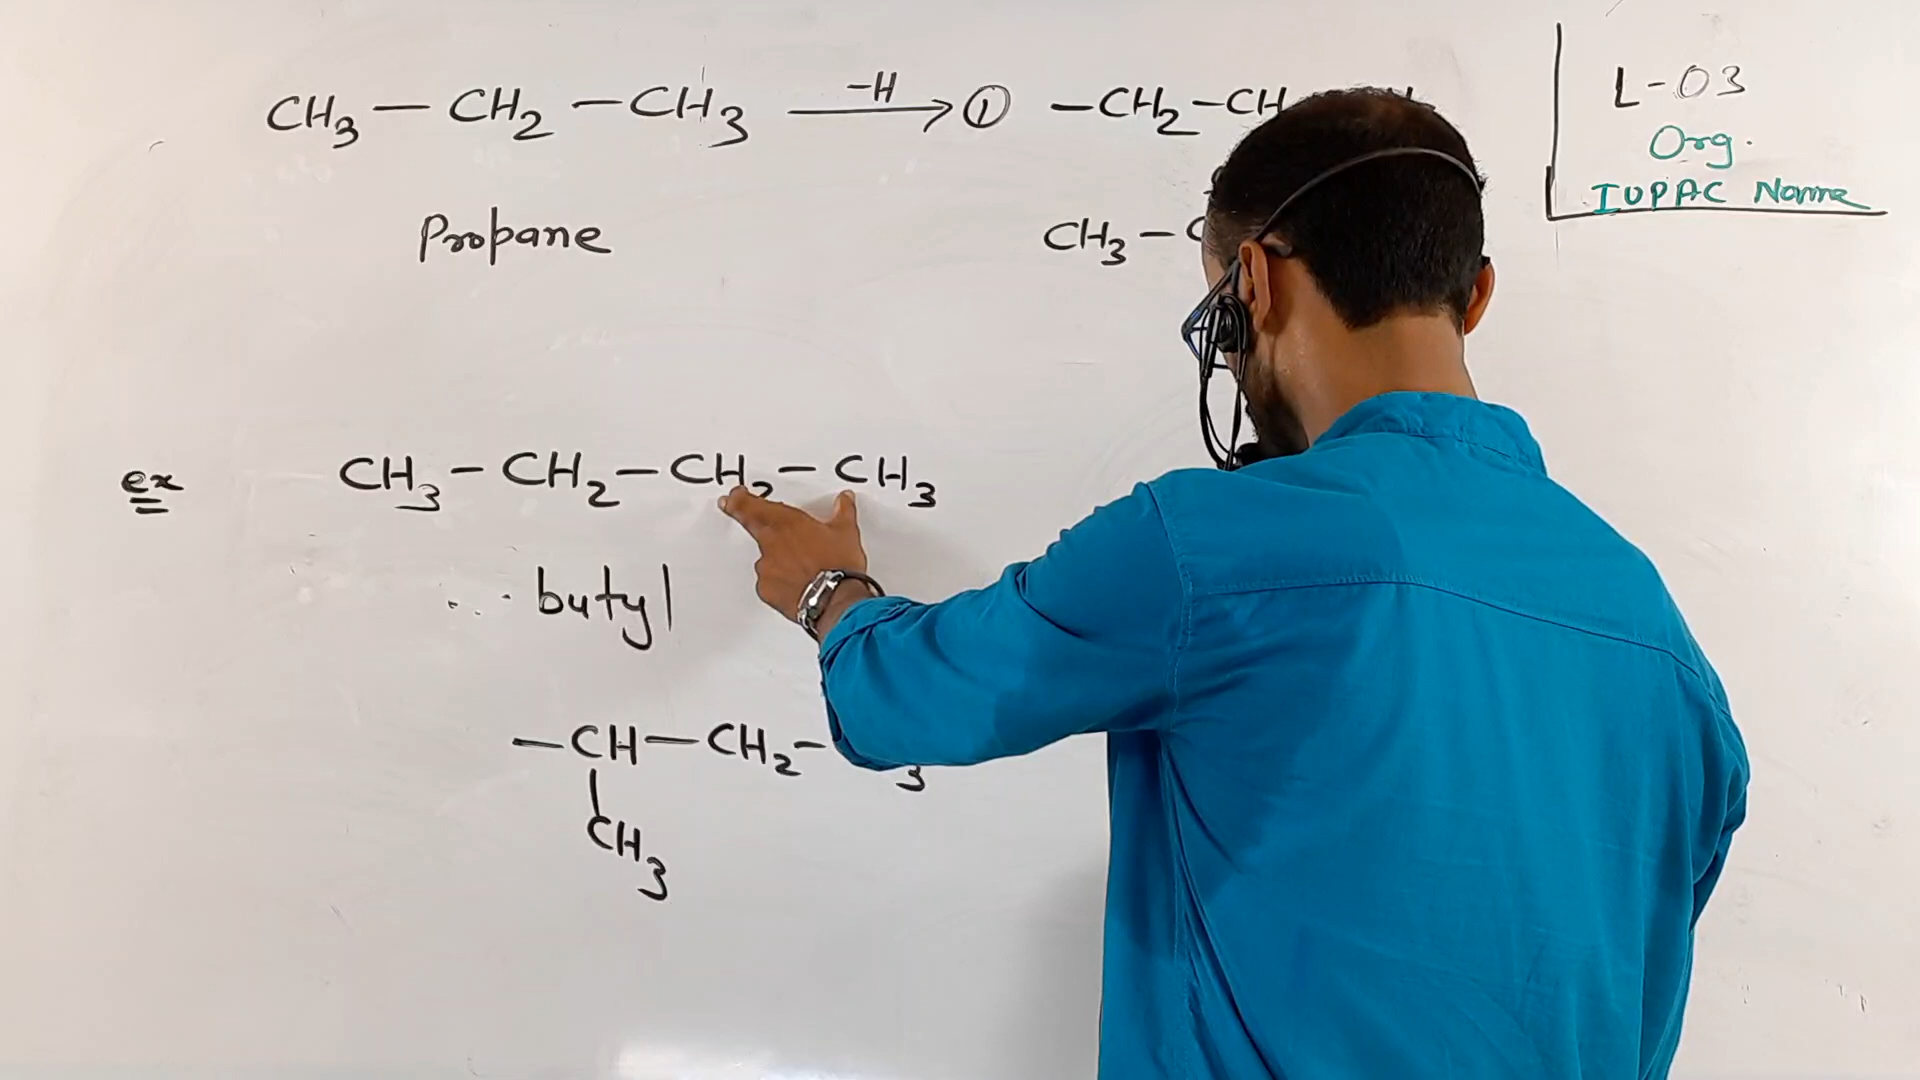 CH₃ — CH₂ — CH₃ —H→ ① —CH₂—CH
Propane
CH₃ —
L-03
Org.
IUPAC Name
ex CH₃ — CH₂ — CH₂ — CH₃
butyl
— CH — CH₂ — ₃
|
CH₃